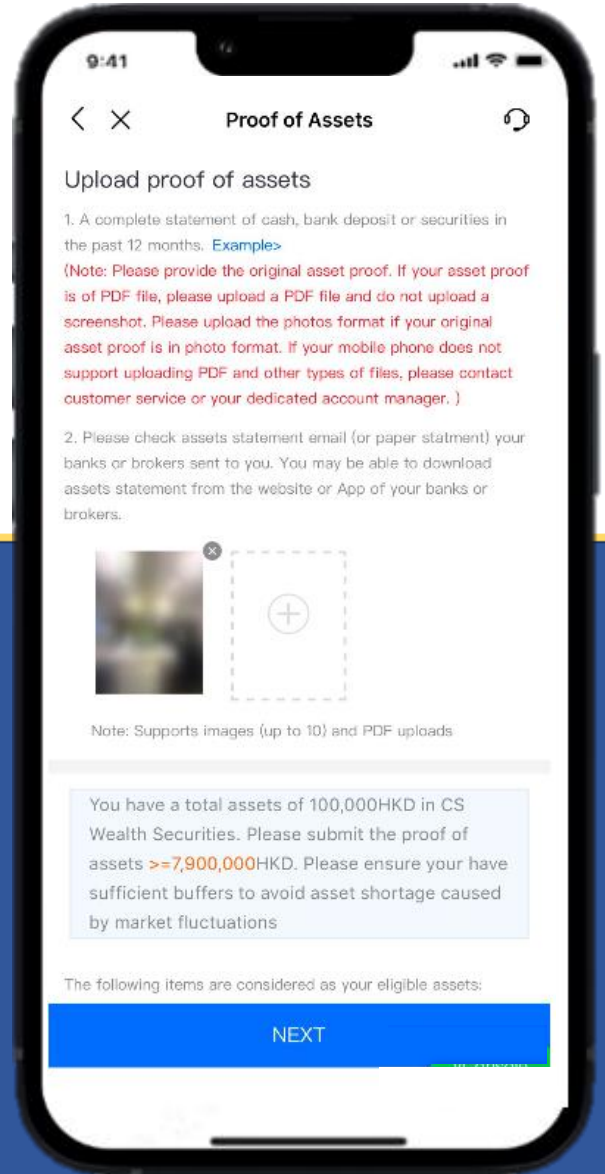 9:41
Proof of Assets
Upload proof of assets
1. A complete statement of cash, bank deposit or securities in
the past 12 months. Example>
(Note: Please provide the original asset proof. If your asset proof
is of PDF file, please upload a PDF file and do not upload a
screenshot. Please upload the photos format if your original
asset proof is in photo format. If your mobile phone does not
support uploading PDF and other types of files, please contact
customer service or your dedicated account manager. )
2. Please check assets statement email (or paper statment) your
banks or brokers sent to you. You may be able to download
assets statement from the website or App of your banks or
brokers.
Note: Supports images (up to 10) and PDF uploads
You have a total assets of 100,000HKD in CS
Wealth Securities. Please submit the proof of
assets >=7,900,000HKD. Please ensure your have
sufficient buffers to avoid asset shortage caused
by market fluctuations
The following items are considered as your eligible assets:
NEXT